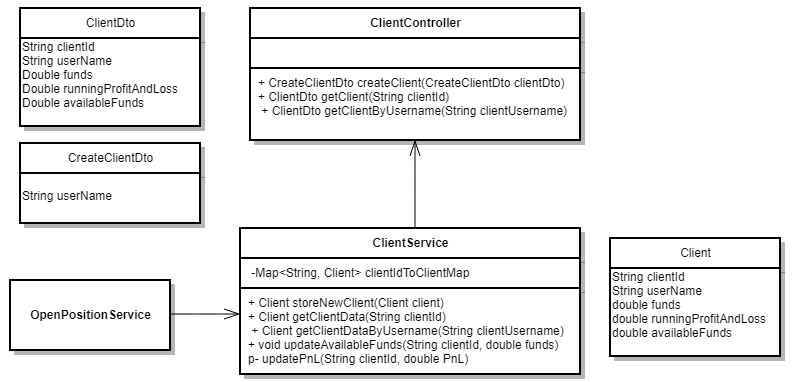 ClientDto
String clientId
String userName
Double funds
Double runningProfitAndLoss
Double availableFunds
ClientController
+ CreateClientDto createClient(CreateClientDto clientDto)
+ ClientDto getClient(String clientId)
+ ClientDto getClientByUsername(String clientUsername)
CreateClientDto
String userName
ClientService
-Map<String, Client> clientIdToClientMap
+ Client storeNewClient(Client client)
+ Client getClientData(String clientId)
+ Client getClientDataByUsername(String clientUsername)
+ void updateAvailableFunds(String clientId, double funds)
p- updatePnL(String clientId, double PnL)
Client
String clientId
String userName
double funds
double runningProfitAndLoss
double availableFunds
OpenPositionService